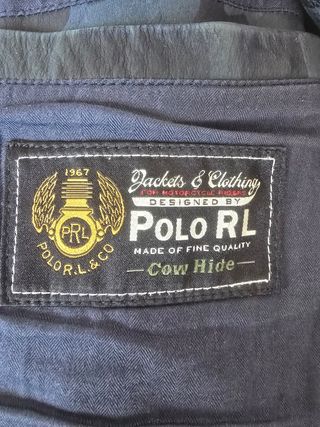 1967
PRL
POLO R.L. & CO
Jackets & Clothing
FOR MOTORCYCLE RIDERS
DESIGNED BY
POLO RL
MADE OF FINE QUALITY
— Cow Hide —